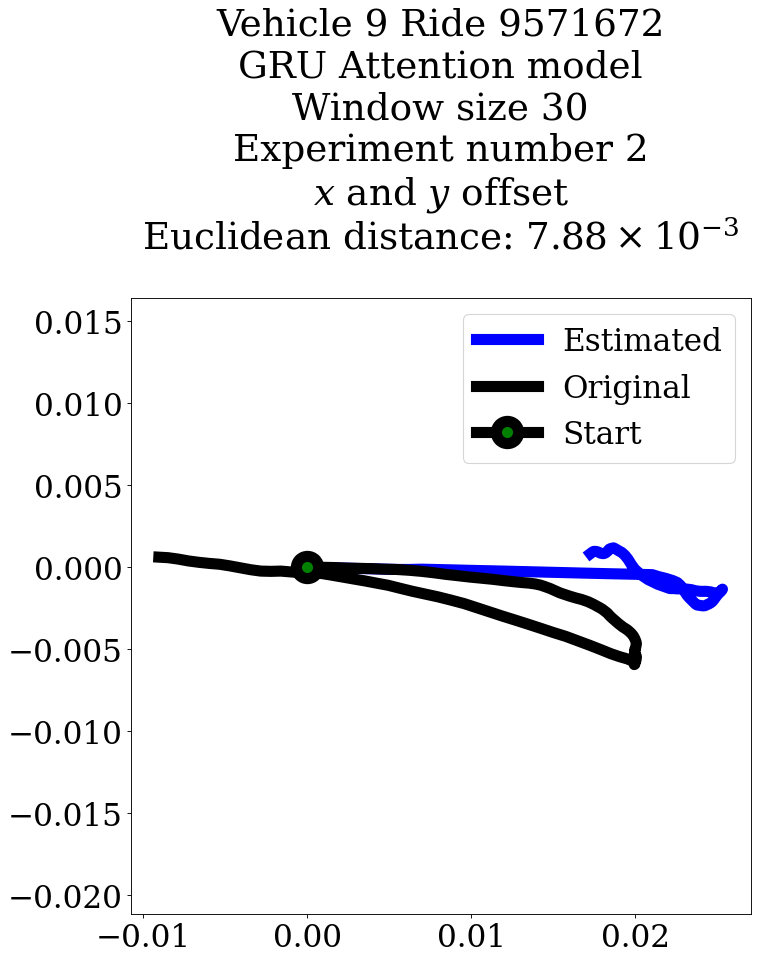 Vehicle 9 Ride 9571672
GRU Attention model
Window size 30
Experiment number 2
x and y offset
Euclidean distance: 7.88 × 10⁻³
Estimated
Original
Start
0.015
0.010
0.005
0.000
−0.005
−0.010
−0.015
−0.020
−0.01 0.00 0.01 0.02